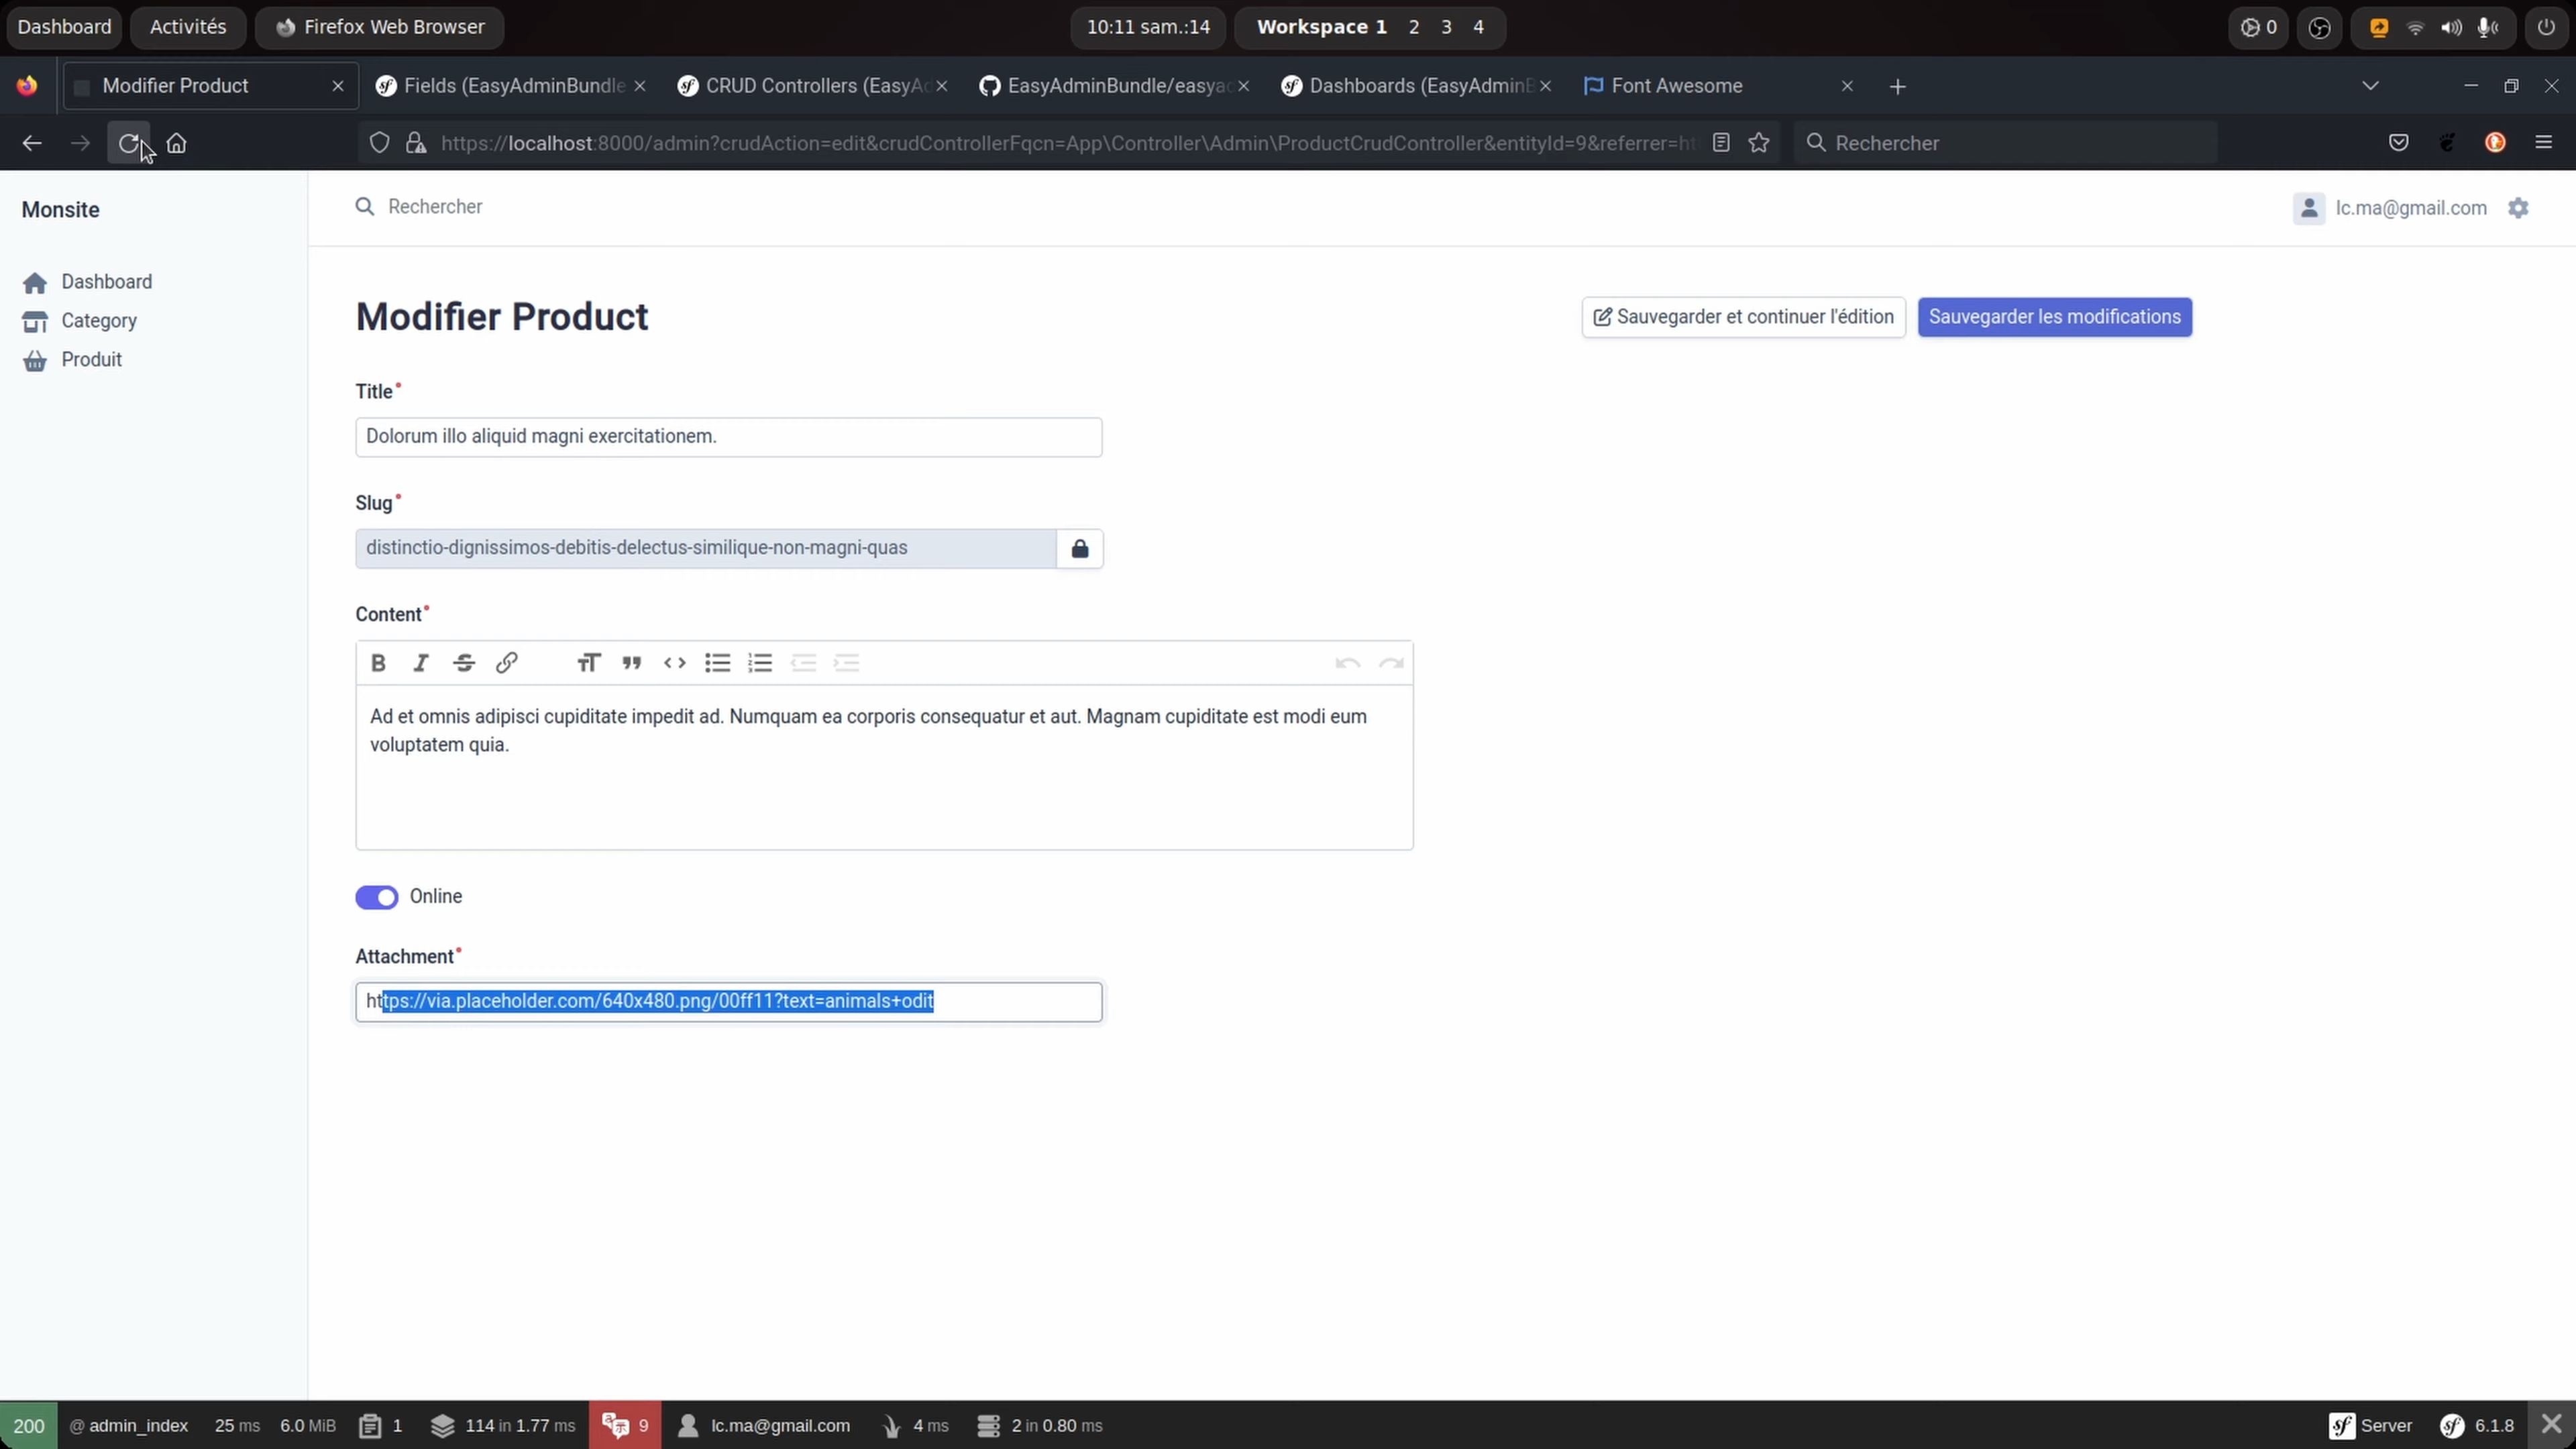 Dashboard Activités Firefox Web Browser 10:11 sam.:14 Workspace 1 2 3 4 0
Modifier Product Fields (EasyAdminBundle CRUD Controllers (EasyAd EasyAdminBundle/easyac Dashboards (EasyAdminB Font Awesome
https://localhost:8000/admin?crudAction=edit&crudControllerFqcn=App\Controller\Admin\ProductCrudController&entityId=9&referrer=ht Rechercher
Monsite Rechercher lc.ma@gmail.com
Dashboard
Category
Produit
Modifier Product Sauvegarder et continuer l'édition Sauvegarder les modifications
Title
Dolorum illo aliquid magni exercitationem.
Slug
distinctio-dignissimos-debitis-delectus-similique-non-magni-quas
Content
Ad et omnis adipisci cupiditate impedit ad. Numquam ea corporis consequatur et aut. Magnam cupiditate est modi eum
voluptatem quia.
Online
Attachment
https://via.placeholder.com/640x480.png/00ff11?text=animals+odit
200 @ admin_index 25 ms 6.0 MiB 1 114 in 1.77 ms 9 lc.ma@gmail.com 4 ms 2 in 0.80 ms Server 6.1.8